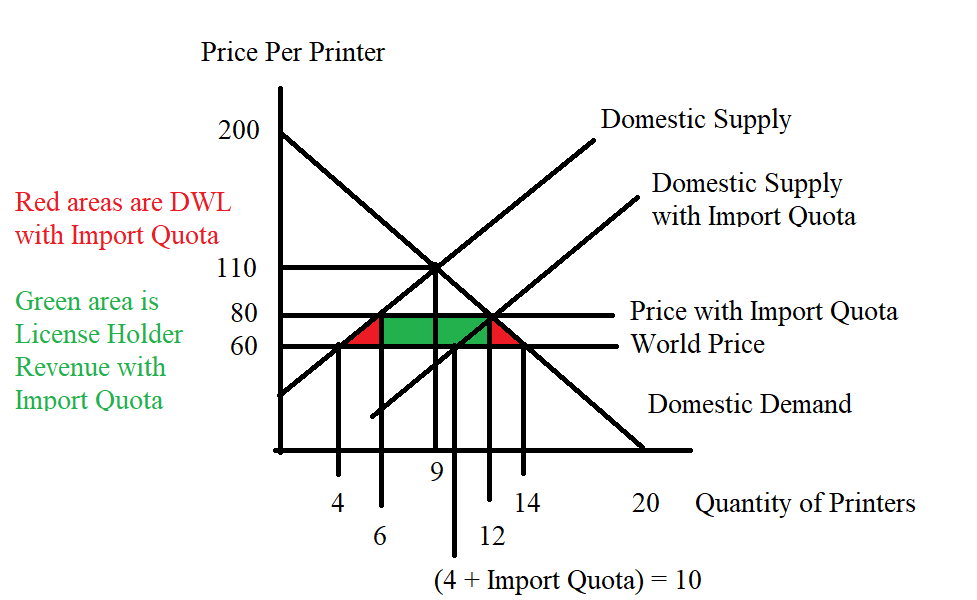 Price Per Printer
200
Domestic Supply
Domestic Supply
with Import Quota
Red areas are DWL
with Import Quota
110
Green area is
License Holder
Revenue with
Import Quota
80
Price with Import Quota
60
World Price
Domestic Demand
9
4
14
20
Quantity of Printers
6
12
(4 + Import Quota) = 10